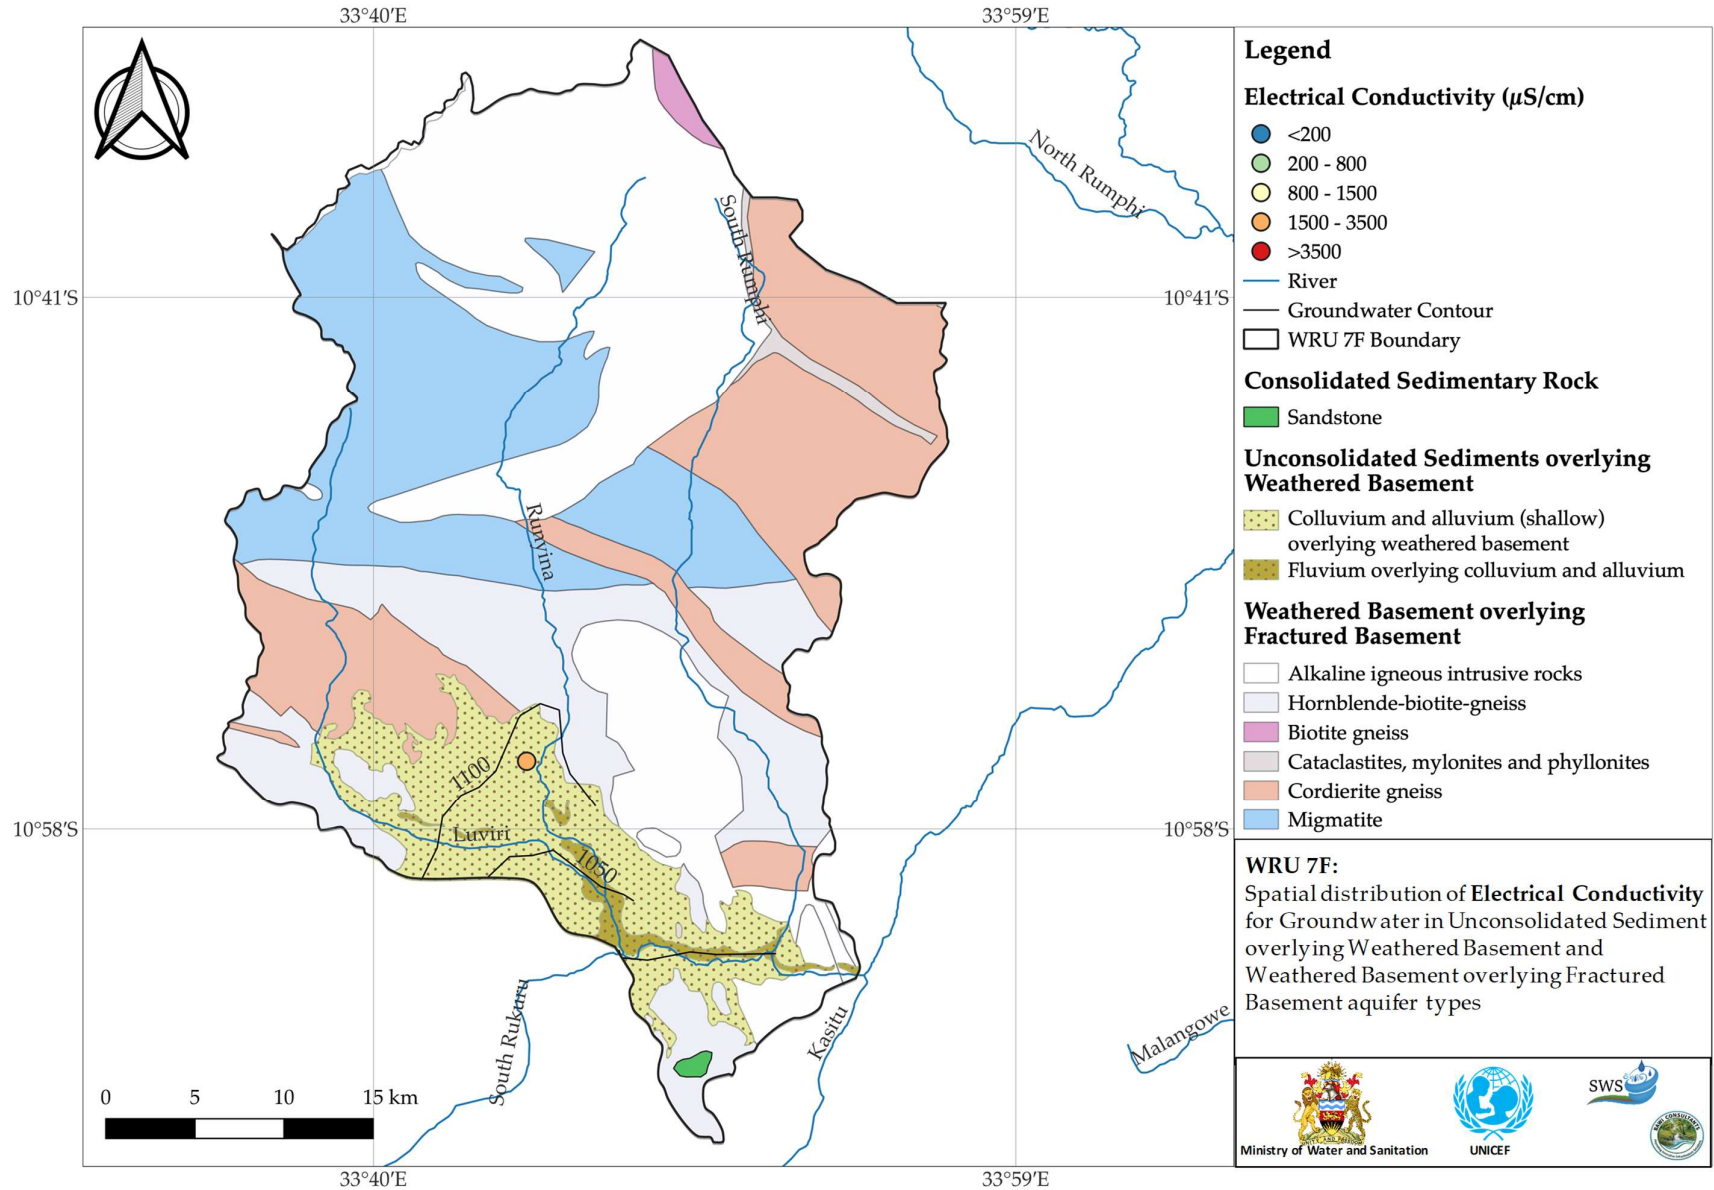 33°40′E
33°59′E
North Rumphi
South Rumphi
10°41′S
10°41′S
Runyina
1100
10°58′S
10°58′S
Luviri
1050
South Rukuru
Kasitu
Malangowe
0 5 10 15 km
33°40′E
33°59′E
Legend
Electrical Conductivity (µS/cm)
<200
200 - 800
800 - 1500
1500 - 3500
>3500
River
Groundwater Contour
WRU 7F Boundary
Consolidated Sedimentary Rock
Sandstone
Unconsolidated Sediments overlying
Weathered Basement
Colluvium and alluvium (shallow)
overlying weathered basement
Fluvium overlying colluvium and alluvium
Weathered Basement overlying
Fractured Basement
Alkaline igneous intrusive rocks
Hornblende-biotite-gneiss
Biotite gneiss
Cataclastites, mylonites and phyllonites
Cordierite gneiss
Migmatite
WRU 7F:
Spatial distribution of Electrical Conductivity
for Groundwater in Unconsolidated Sediment
overlying Weathered Basement and
Weathered Basement overlying Fractured
Basement aquifer types
SWS
Ministry of Water and Sanitation
UNICEF